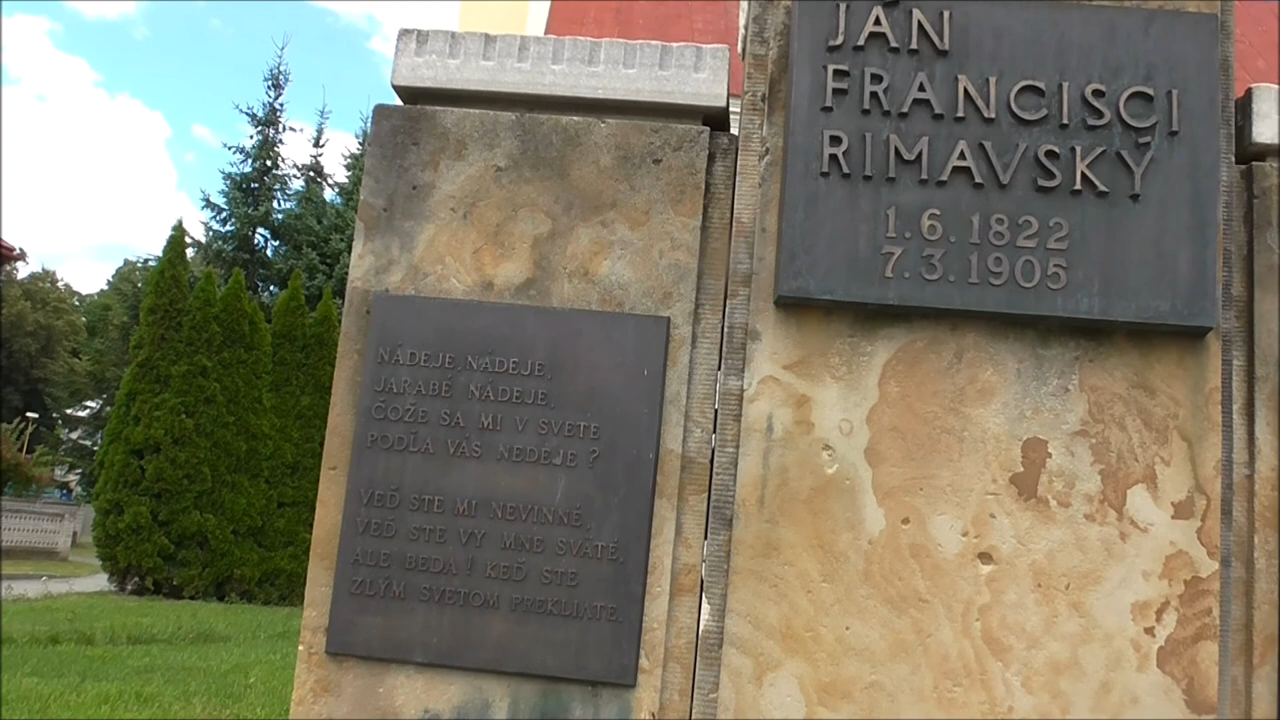 NÁDEJE, NÁDEJE,
JARABÉ NÁDEJE,
ČOŽE SA MI V SVETE
PODĽA VÁS NEDEJE?
VEĎ STE MI NEVINNÉ,
VEĎ STE VY MNE SVÄTÉ,
ALE BEDA! KEĎ STE
ZLÝM SVETOM PREKLIATE.
JÁN
FRANCISCI
RIMAVSKÝ
1.6.1822
7.3.1905